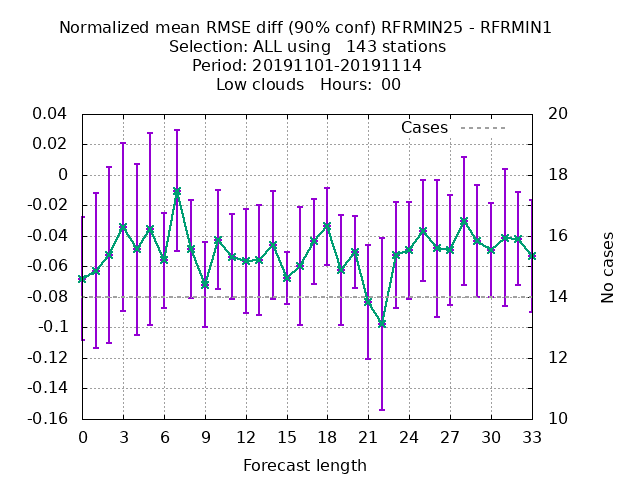 Normalized mean RMSE diff (90% conf) RFRMIN25 - RFRMIN1
Selection: ALL using 143 stations
Period: 20191101-20191114
Low clouds Hours: 00
Cases
0.04
0.02
0
-0.02
-0.04
-0.06
-0.08
-0.1
-0.12
-0.14
-0.16
20
18
16
14
12
10
No cases
0 3 6 9 12 15 18 21 24 27 30 33
Forecast length